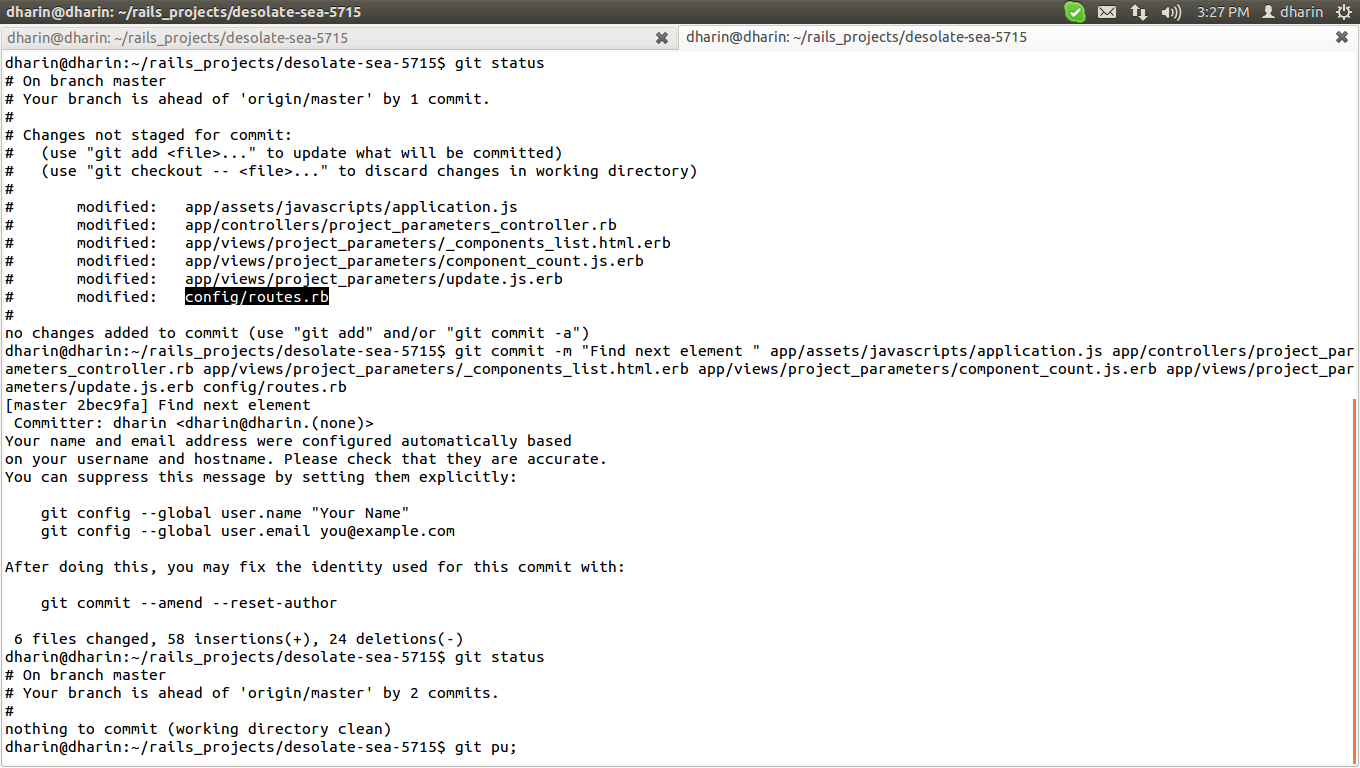 dharin@dharin: ~/rails_projects/desolate-sea-5715
3:27 PM dharin
dharin@dharin: ~/rails_projects/desolate-sea-5715
dharin@dharin: ~/rails_projects/desolate-sea-5715
dharin@dharin:~/rails_projects/desolate-sea-5715$ git status
# On branch master
# Your branch is ahead of 'origin/master' by 1 commit.
#
# Changes not staged for commit:
#   (use "git add <file>..." to update what will be committed)
#   (use "git checkout -- <file>..." to discard changes in working directory)
#
#       modified:   app/assets/javascripts/application.js
#       modified:   app/controllers/project_parameters_controller.rb
#       modified:   app/views/project_parameters/_components_list.html.erb
#       modified:   app/views/project_parameters/component_count.js.erb
#       modified:   app/views/project_parameters/update.js.erb
#       modified:   config/routes.rb
#
no changes added to commit (use "git add" and/or "git commit -a")
dharin@dharin:~/rails_projects/desolate-sea-5715$ git commit -m "Find next element " app/assets/javascripts/application.js app/controllers/project_par
ameters_controller.rb app/views/project_parameters/_components_list.html.erb app/views/project_parameters/component_count.js.erb app/views/project_par
ameters/update.js.erb config/routes.rb
[master 2bec9fa] Find next element
 Committer: dharin <dharin@dharin.(none)>
Your name and email address were configured automatically based
on your username and hostname. Please check that they are accurate.
You can suppress this message by setting them explicitly:

    git config --global user.name "Your Name"
    git config --global user.email you@example.com

After doing this, you may fix the identity used for this commit with:

    git commit --amend --reset-author

 6 files changed, 58 insertions(+), 24 deletions(-)
dharin@dharin:~/rails_projects/desolate-sea-5715$ git status
# On branch master
# Your branch is ahead of 'origin/master' by 2 commits.
#
nothing to commit (working directory clean)
dharin@dharin:~/rails_projects/desolate-sea-5715$ git pu;